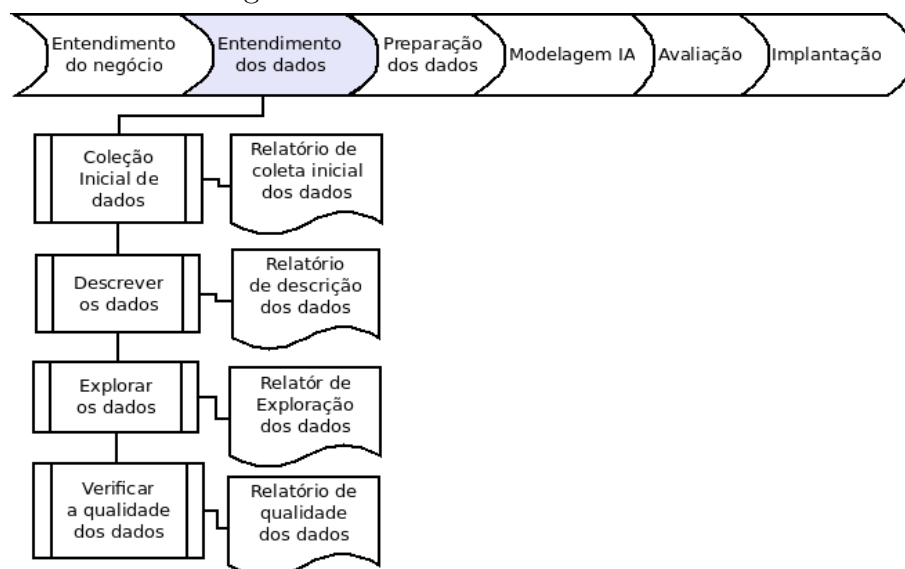 Entendimento
do negócio
Entendimento
dos dados
Preparação
dos dados
Modelagem IA
Avaliação
Implantação
Coleção
Inicial de
dados
Relatório de
coleta inicial
dos dados
Descrever
os dados
Relatório
de descrição
dos dados
Explorar
os dados
Relatór de
Exploração
dos dados
Verificar
a qualidade
dos dados
Relatório de
qualidade
dos dados